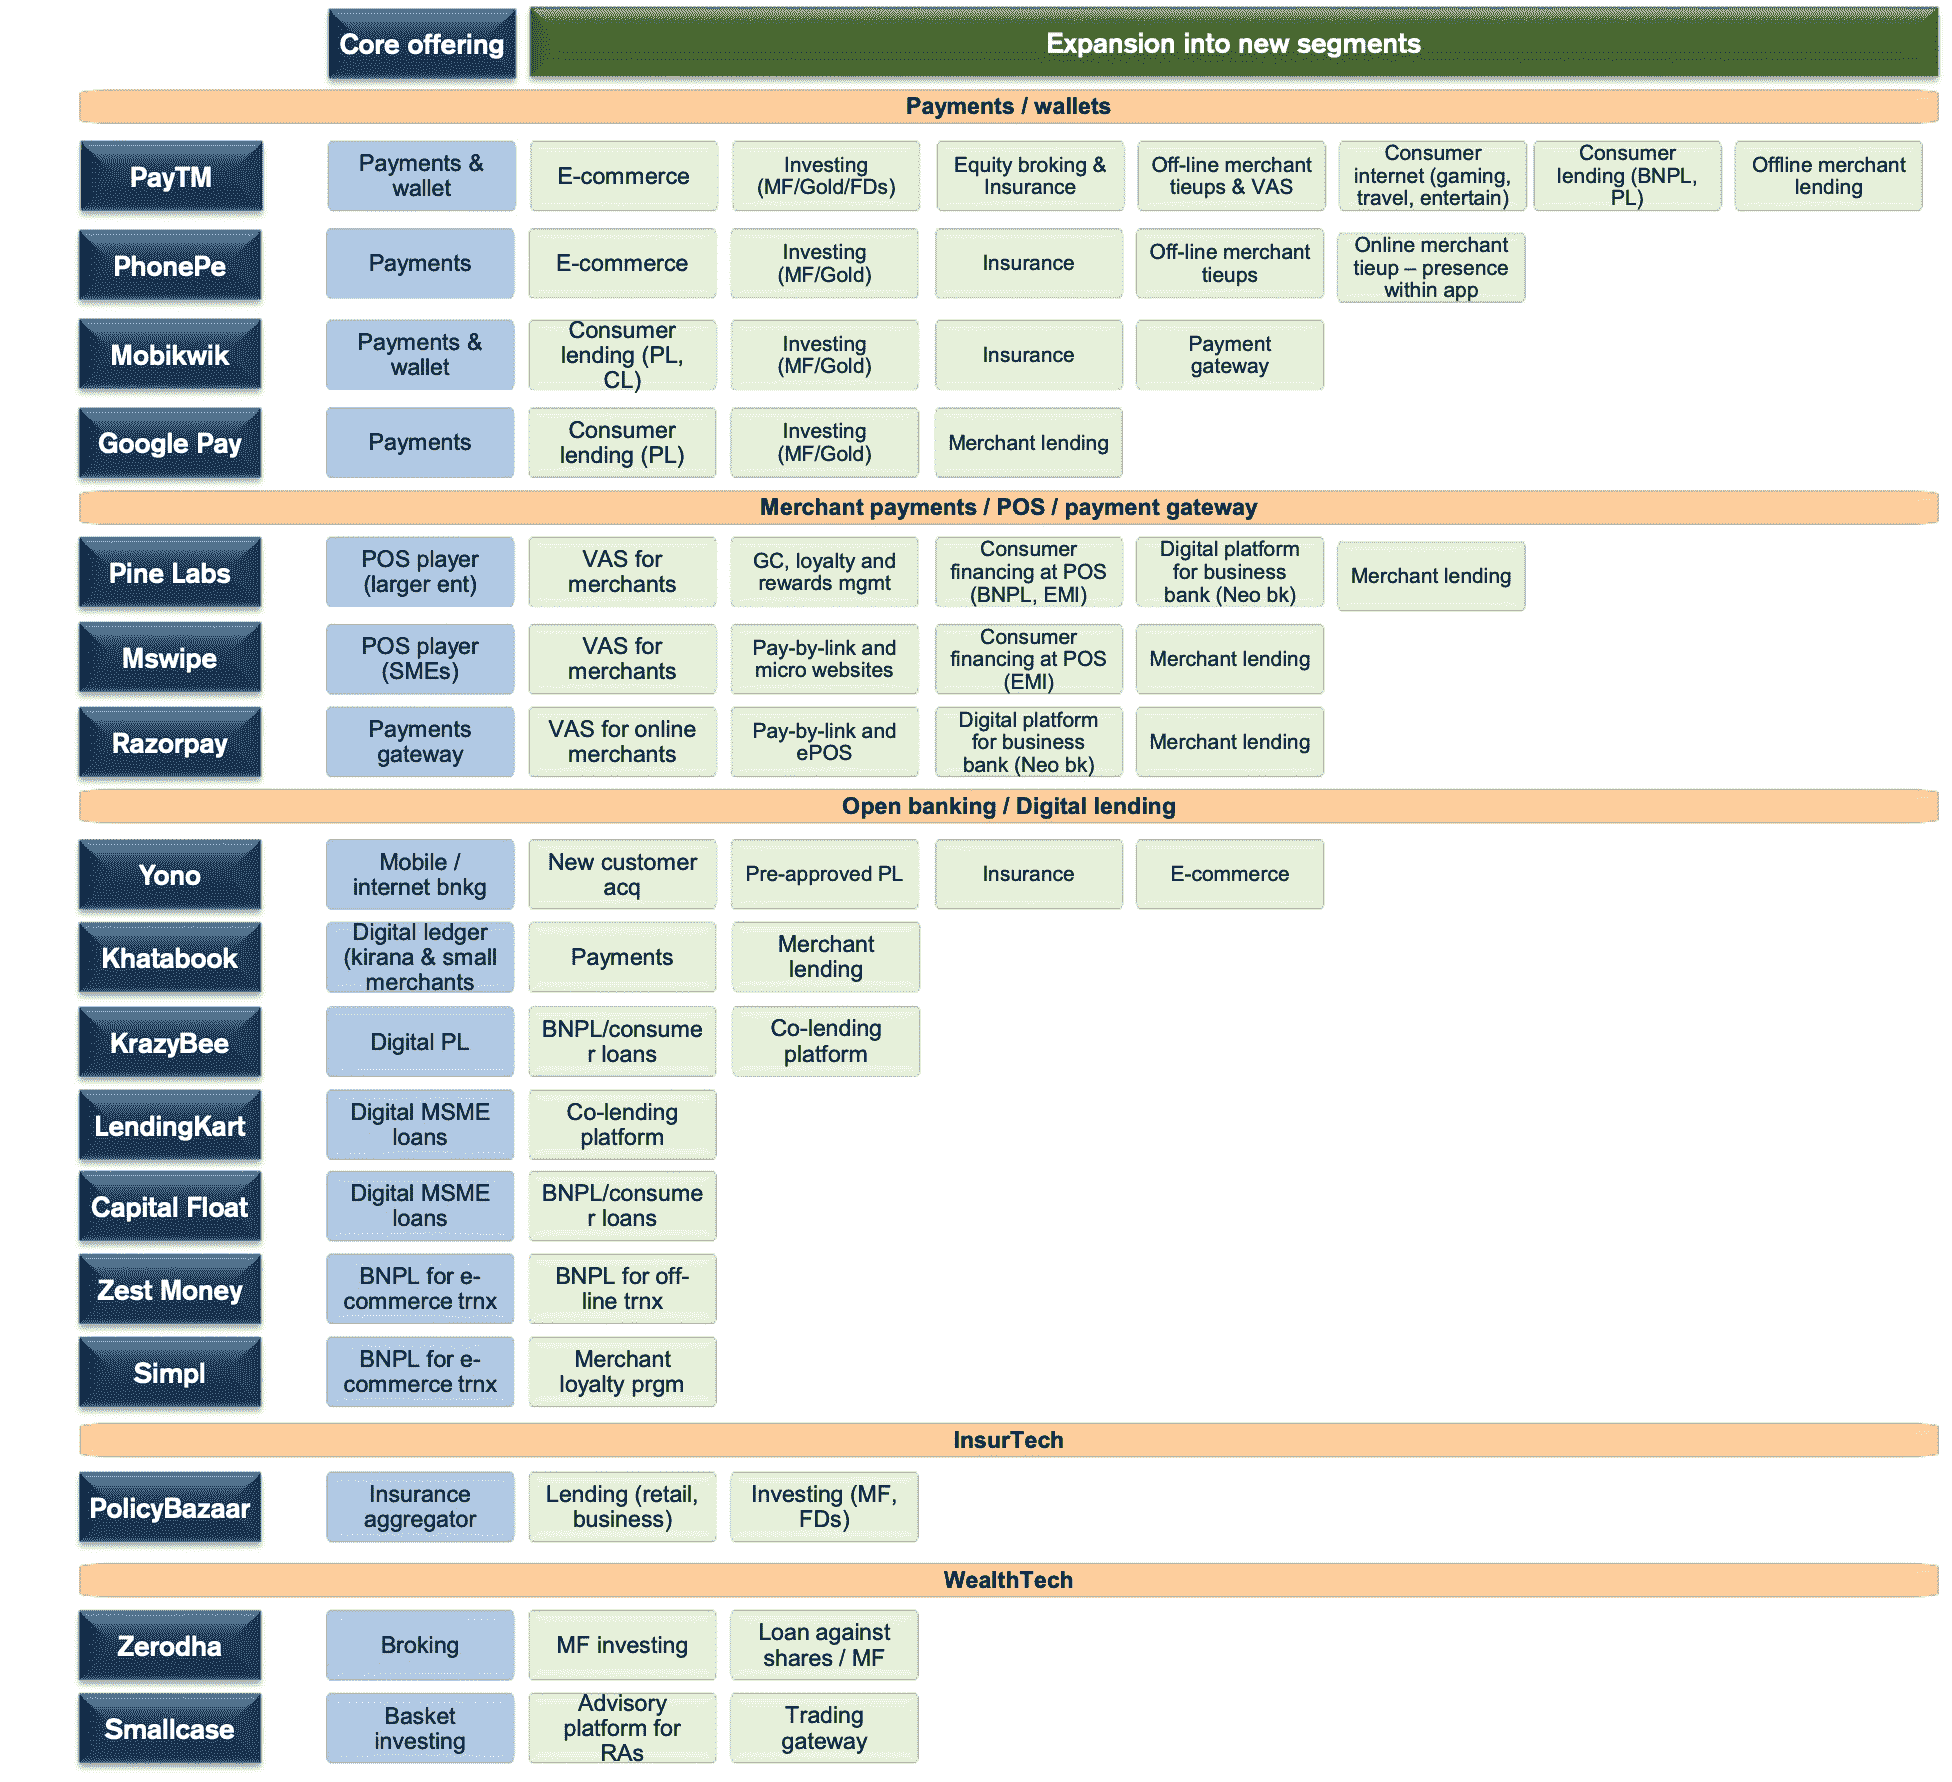 Core offering
Expansion into new segments
Payments / wallets
PayTM
Payments &
wallet
E-commerce
Investing
(MF/Gold/FDs)
Equity broking &
Insurance
Off-line merchant
tieups & VAS
Consumer
internet (gaming,
travel, entertain)
Consumer
lending (BNPL,
PL)
Offline merchant
lending
PhonePe
Payments
E-commerce
Investing
(MF/Gold)
Insurance
Off-line merchant
tieups
Online merchant
tieup – presence
within app
Mobikwik
Payments &
wallet
Consumer
lending (PL,
CL)
Investing
(MF/Gold)
Insurance
Payment
gateway
Google Pay
Payments
Consumer
lending (PL)
Investing
(MF/Gold)
Merchant lending
Merchant payments / POS / payment gateway
Pine Labs
POS player
(larger ent)
VAS for
merchants
GC, loyalty and
rewards mgmt
Consumer
financing at POS
(BNPL, EMI)
Digital platform
for business
bank (Neo bk)
Merchant lending
Mswipe
POS player
(SMEs)
VAS for
merchants
Pay-by-link and
micro websites
Consumer
financing at POS
(EMI)
Merchant lending
Razorpay
Payments
gateway
VAS for online
merchants
Pay-by-link and
ePOS
Digital platform
for business
bank (Neo bk)
Merchant lending
Open banking / Digital lending
Yono
Mobile /
internet bnkg
New customer
acq
Pre-approved PL
Insurance
E-commerce
Khatabook
Digital ledger
(kirana & small
merchants
Payments
Merchant
lending
KrazyBee
Digital PL
BNPL/consume
r loans
Co-lending
platform
LendingKart
Digital MSME
loans
Co-lending
platform
Capital Float
Digital MSME
loans
BNPL/consume
r loans
Zest Money
BNPL for e-
commerce trnx
BNPL for off-
line trnx
Simpl
BNPL for e-
commerce trnx
Merchant
loyalty prgm
InsurTech
PolicyBazaar
Insurance
aggregator
Lending (retail,
business)
Investing (MF,
FDs)
WealthTech
Zerodha
Broking
MF investing
Loan against
shares / MF
Smallcase
Basket
investing
Advisory
platform for
RAs
Trading
gateway